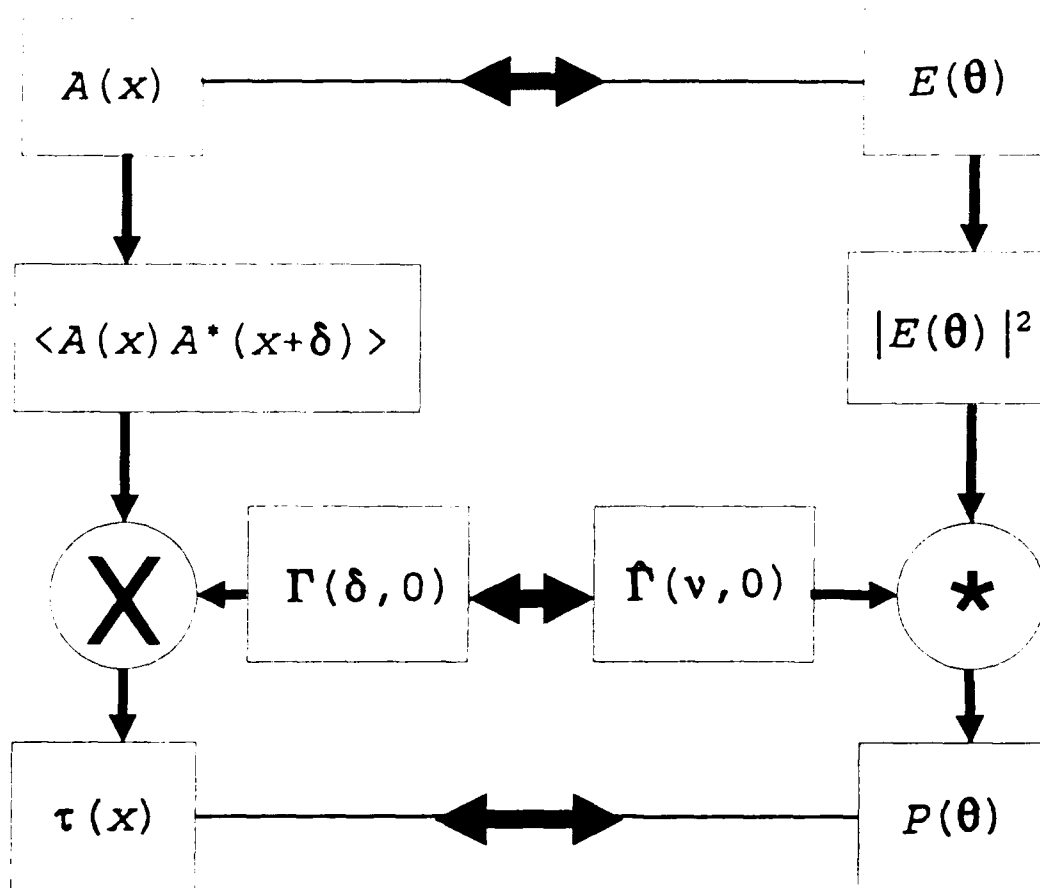 A(x)
E(θ)
<A(x)A*(x+δ)>
|E(θ)|²
X
Γ(δ,0)
Γ̂(ν,0)
*
τ(x)
P(θ)